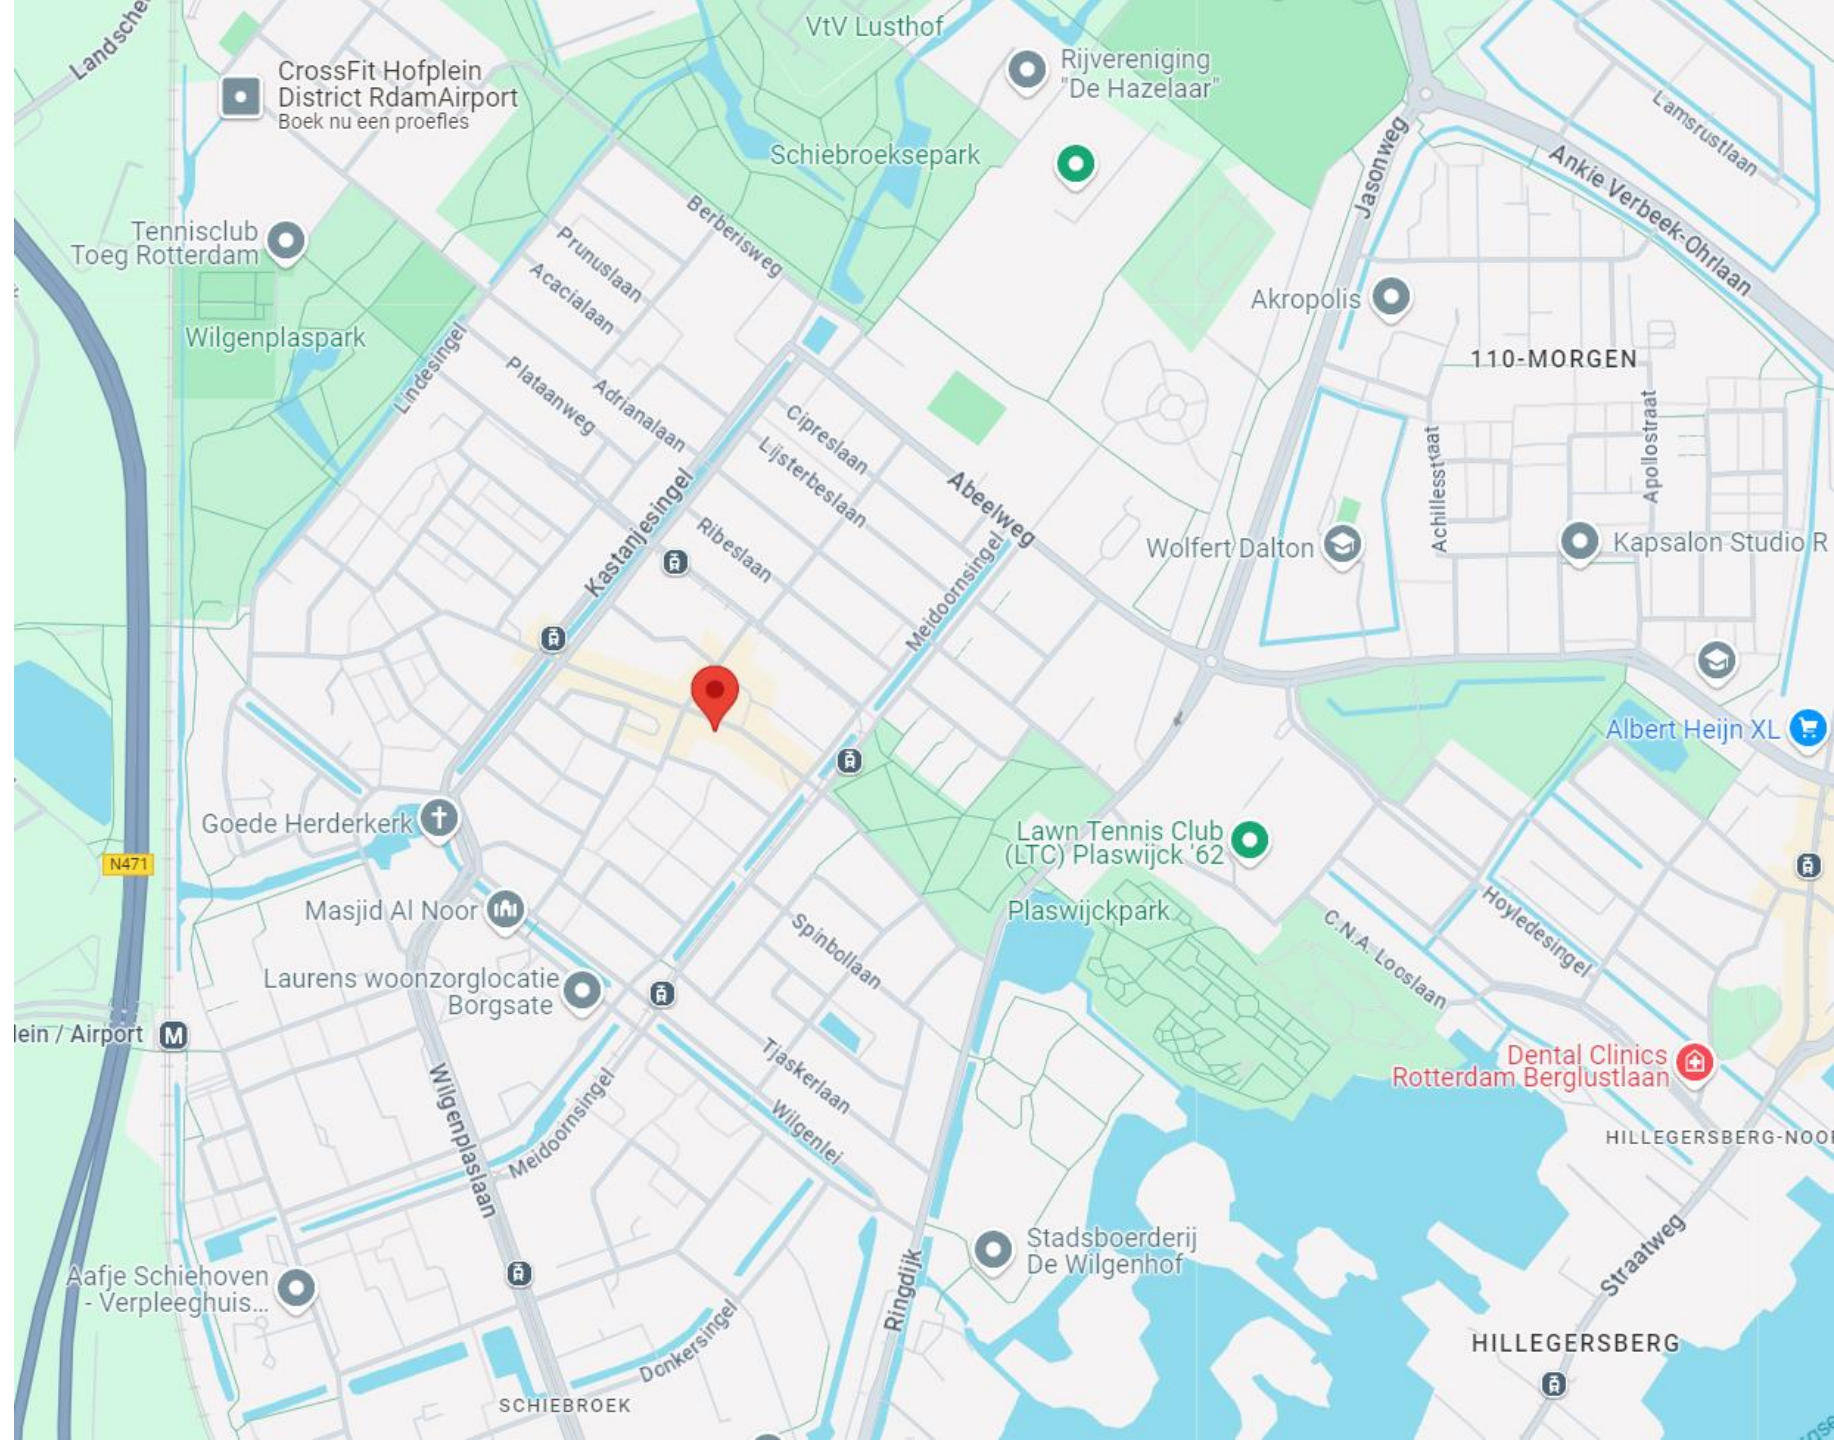 Landsche
VtV Lusthof
CrossFit Hofplein
District RdamAirport
Boek nu een proefles
Rijvereniging
"De Hazelaar"
Lamsrustlaan
Jasonweg
Ankie Verbeek-Ohrlaan
Schiebroeksepark
Berberisweg
Tennisclub
Toeg Rotterdam
Prunuslaan
Acacialaan
Wilgenplaspark
Lindesingel
Akropolis
110-MORGEN
Plataanweg
Adrianalaan
Cipreslaan
Lijsterbeslaan
Abeelweg
Apollostraat
Achillesstraat
Kastanjesingel
Ribeslaan
Meidoornsingel
Wolfert Dalton
Kapsalon Studio R
Albert Heijn XL
Goede Herderkerk
Lawn Tennis Club
(LTC) Plaswijck '62
N471
Masjid Al Noor
Plaswijckpark
Hoyledesingel
C.N.A. Looslaan
Spinbollaan
Laurens woonzorglocatie
Borgsate
lein / Airport
M
Tjaskerlaan
Dental Clinics
Rotterdam Berglustlaan
Wilgenplaslaan
Meidoornsingel
Wilgenlei
HILLEGERSBERG-NOOR
Stadsboerderij
De Wilgenhof
Straatweg
Aafje Schiehoven
- Verpleeghuis...
Ringdijk
Donkersingel
HILLEGERSBERG
SCHIEBROEK